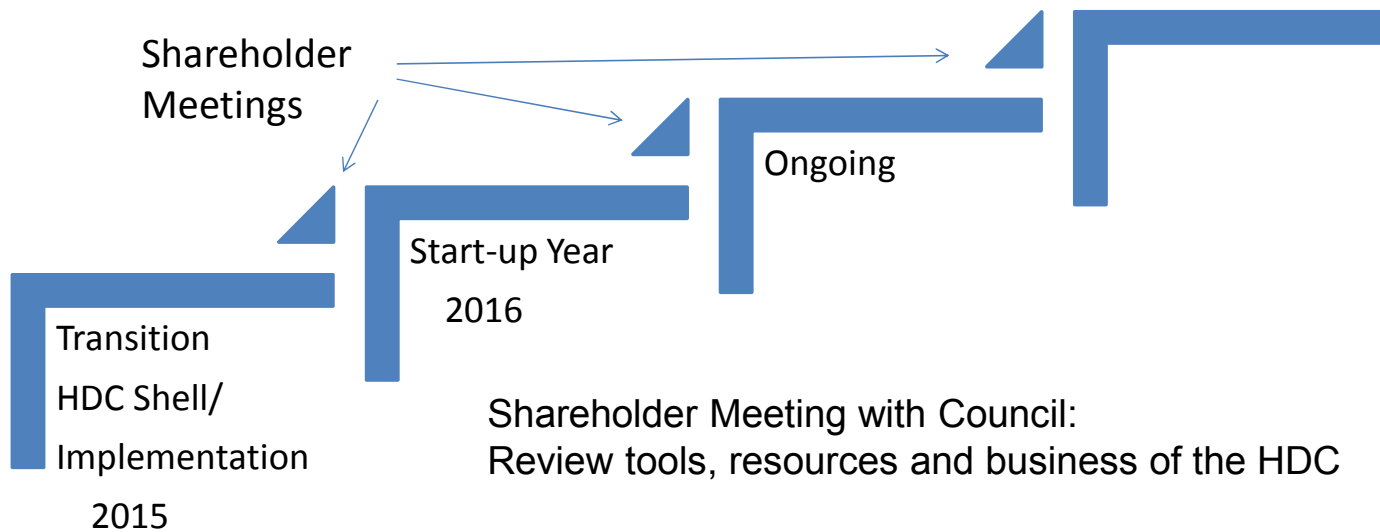 Shareholder
Meetings
Ongoing
Start-up Year
2016
Transition
HDC Shell/
Implementation
2015
Shareholder Meeting with Council:
Review tools, resources and business of the HDC